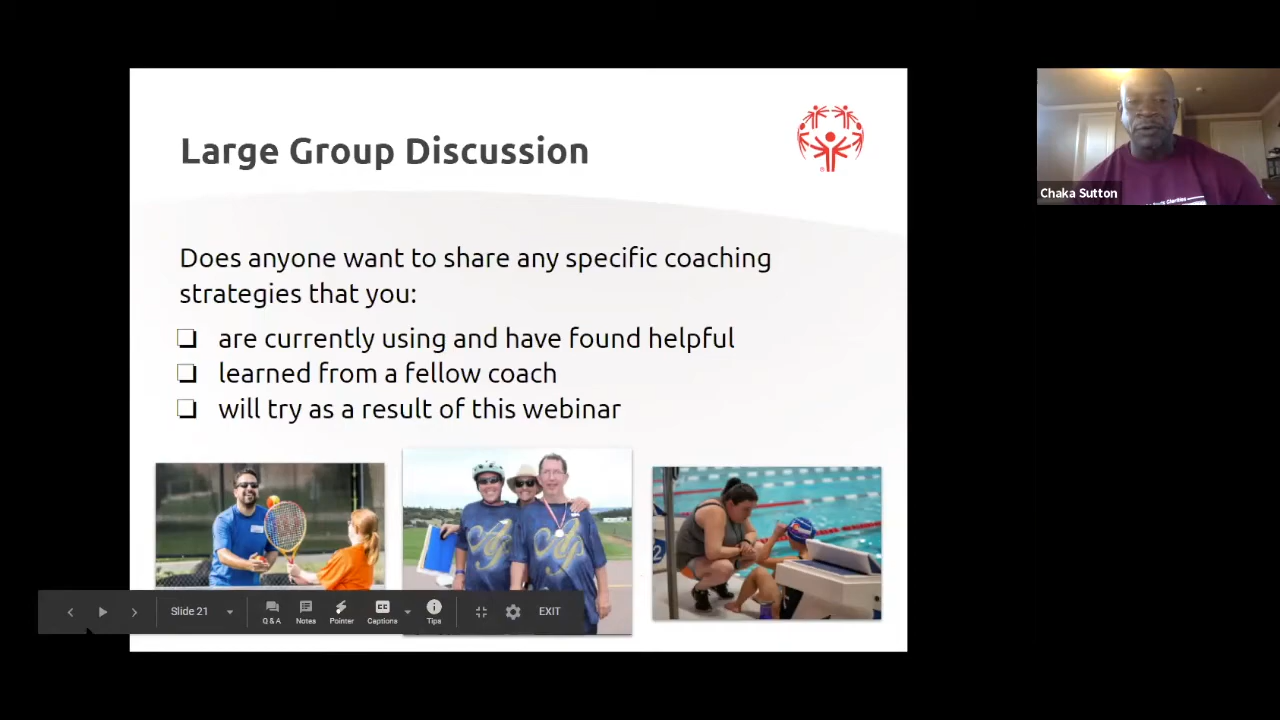 Large Group Discussion
Does anyone want to share any specific coaching
strategies that you:
❏ are currently using and have found helpful
❏ learned from a fellow coach
❏ will try as a result of this webinar
Chaka Sutton
2
Slide 21
Q & A
Notes
Pointer
CC
Captions
Tips
EXIT